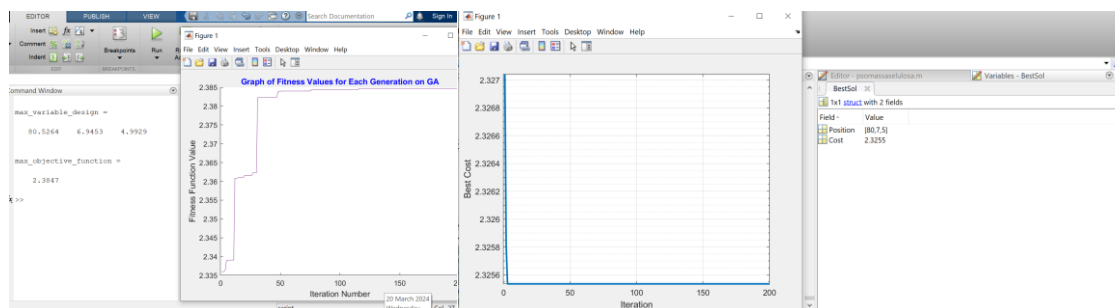 EDITOR PUBLISH VIEW
Search Documentation
Sign In
Insert fx
Comment
Indent
Breakpoints
Run
EDIT
BREAKPOINTS
Command Window
max_variable_design =
80.5264 6.9453 4.9929
max_objective_function =
2.3847
>>
Figure 1
File Edit View Insert Tools Desktop Window Help
Graph of Fitness Values for Each Generation on GA
Fitness Function Value
2.385
2.38
2.375
2.37
2.365
2.36
2.355
2.35
2.345
2.34
2.335
0 50 100 150
Iteration Number
20 March 2024
Figure 1
File Edit View Insert Tools Desktop Window Help
Best Cost
2.327
2.3268
2.3266
2.3264
2.3262
2.326
2.3258
2.3256
0 50 100 150 200
Iteration
Editor - psomassaselulosa.m
Variables - BestSol
BestSol
1x1 struct with 2 fields
Field Value
Position [80,7,5]
Cost 2.3255